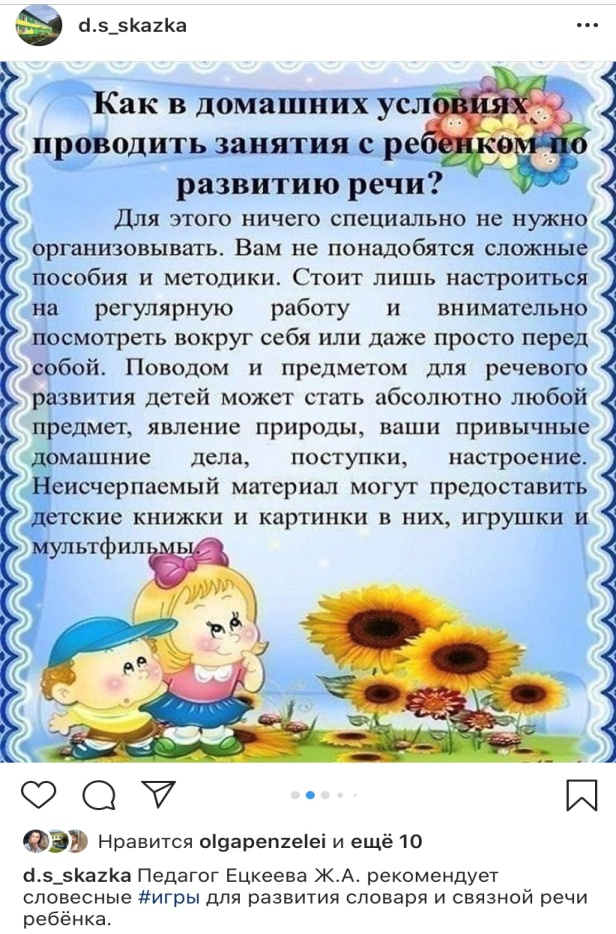 d.s_skazka
Как в домашних условиях
проводить занятия с ребенком по
развитию речи?
Для этого ничего специально не нужно
организовывать. Вам не понадобятся сложные
пособия и методики. Стоит лишь настроиться
на регулярную работу и внимательно
посмотреть вокруг себя или даже просто перед
собой. Поводом и предметом для речевого
развития детей может стать абсолютно любой
предмет, явление природы, ваши привычные
домашние дела, поступки, настроение.
Неисчерпаемый материал могут предоставить
детские книжки и картинки в них, игрушки и
мультфильмы.
Нравится olgapenzelei и ещё 10
d.s_skazka Педагог Ецкеева Ж.А. рекомендует
словесные #игры для развития словаря и связной речи
ребёнка.